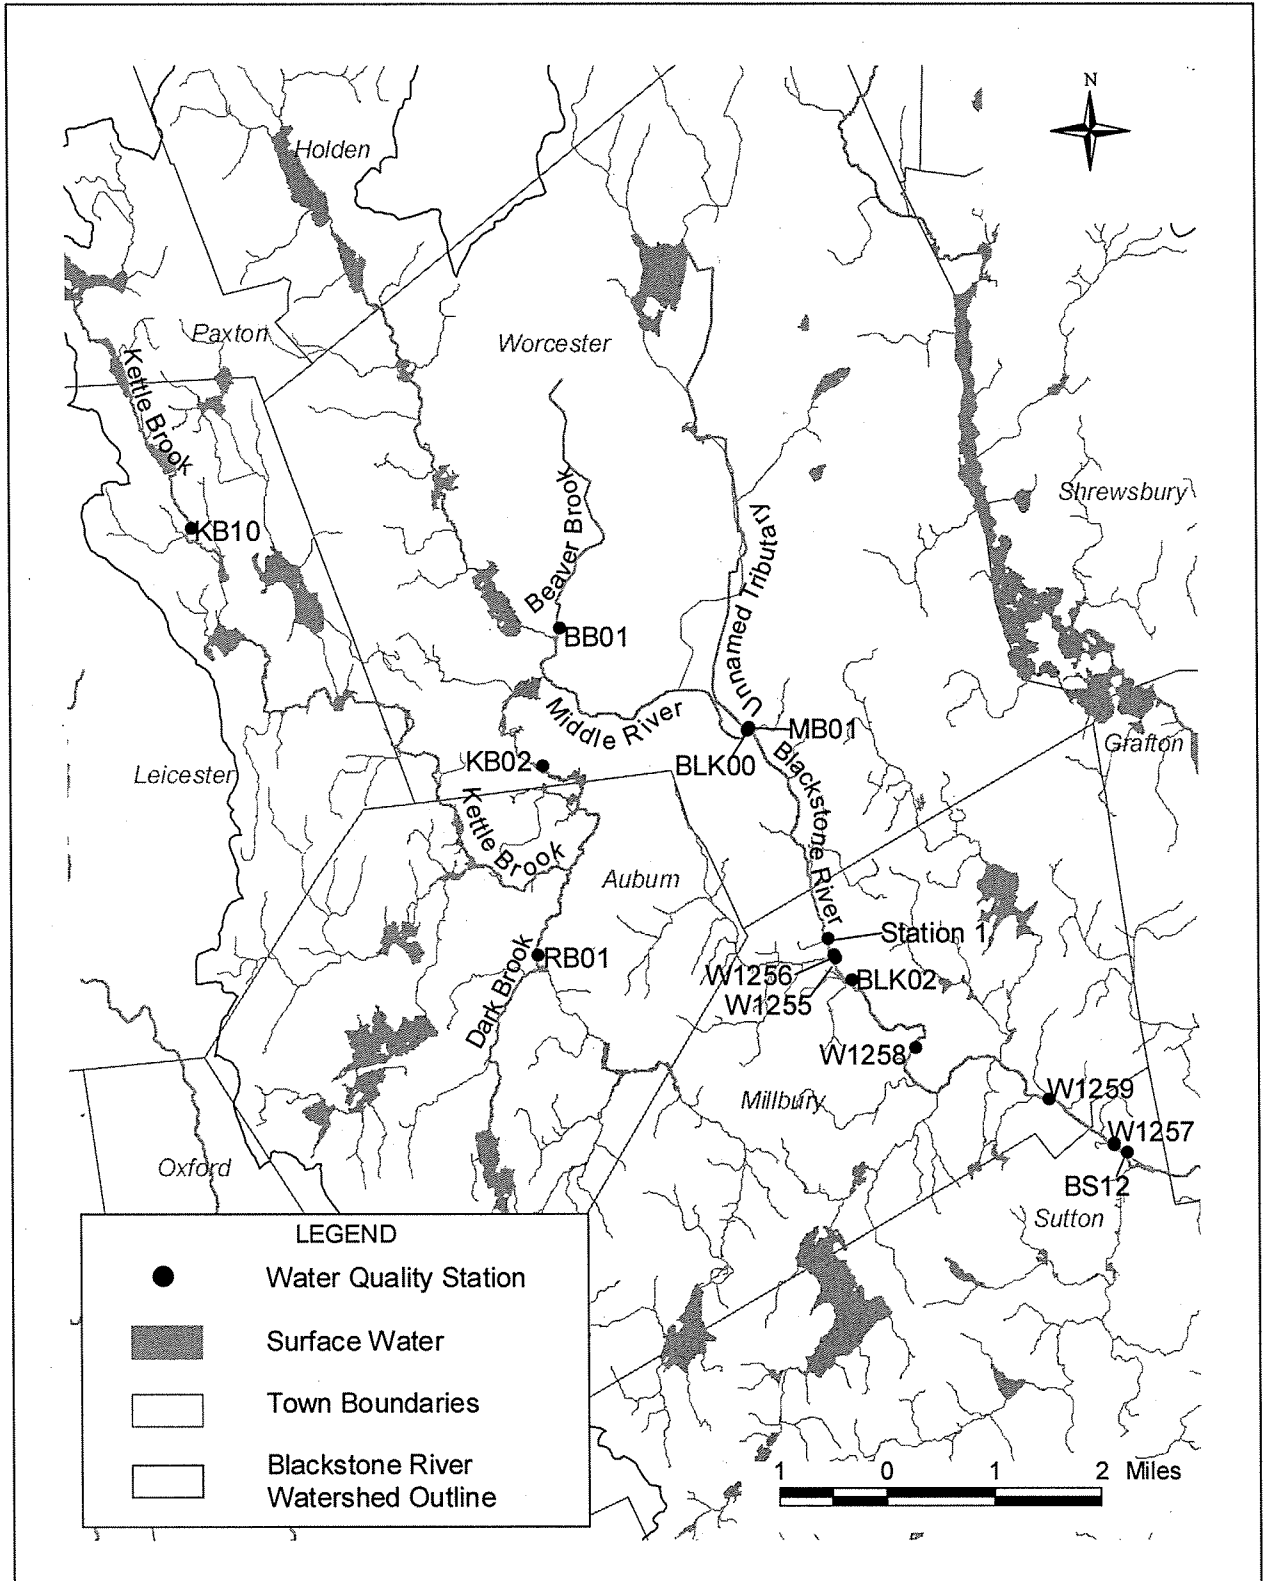 N
Holden
Paxton
Worcester
Kettle Brook
Beaver Brook
Shrewsbury
KB10
Unnamed Tributary
BB01
Middle River
MB01
Grafton
KB02
BLK00
Leicester
Blackstone River
Kettle Brook
Auburn
Station 1
RB01
W1256
BLK02
Dark Brook
W1255
W1258
W1259
Millbury
W1257
Oxford
BS12
Sutton
LEGEND
Water Quality Station
Surface Water
Town Boundaries
Blackstone River
Watershed Outline
1 0 1 2 Miles